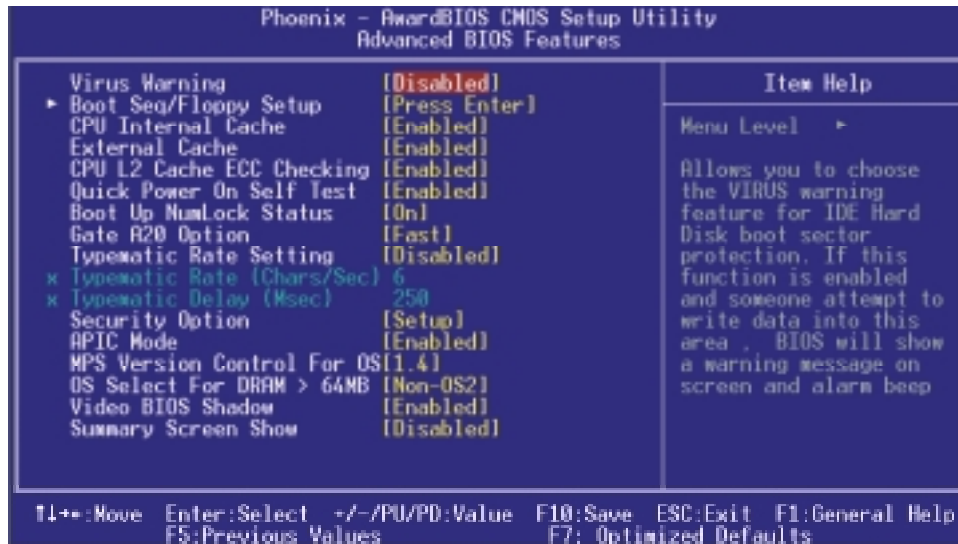 Phoenix - AwardBIOS CMOS Setup Utility
Advanced BIOS Features
Virus Warning [Disabled]
► Boot Seq/Floppy Setup [Press Enter]
CPU Internal Cache [Enabled]
External Cache [Enabled]
CPU L2 Cache ECC Checking [Enabled]
Quick Power On Self Test [Enabled]
Boot Up NumLock Status [On]
Gate A20 Option [Fast]
Typematic Rate Setting [Disabled]
x Typematic Rate (Chars/Sec) 6
x Typematic Delay (Msec) 250
Security Option [Setup]
APIC Mode [Enabled]
MPS Version Control For OS[1.4]
OS Select For DRAM > 64MB [Non-OS2]
Video BIOS Shadow [Enabled]
Summary Screen Show [Disabled]
Item Help
Menu Level ►
Allows you to choose
the VIRUS warning
feature for IDE Hard
Disk boot sector
protection. If this
function is enabled
and someone attempt to
write data into this
area , BIOS will show
a warning message on
screen and alarm beep
↑↓→←:Move Enter:Select +/-/PU/PD:Value F10:Save ESC:Exit F1:General Help
F5:Previous Values F7: Optimized Defaults